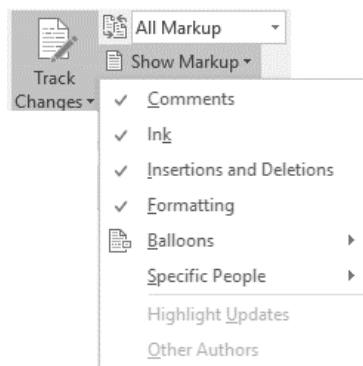 All Markup
Show Markup
Track
Changes
Comments
Ink
Insertions and Deletions
Formatting
Balloons
Specific People
Highlight Updates
Other Authors